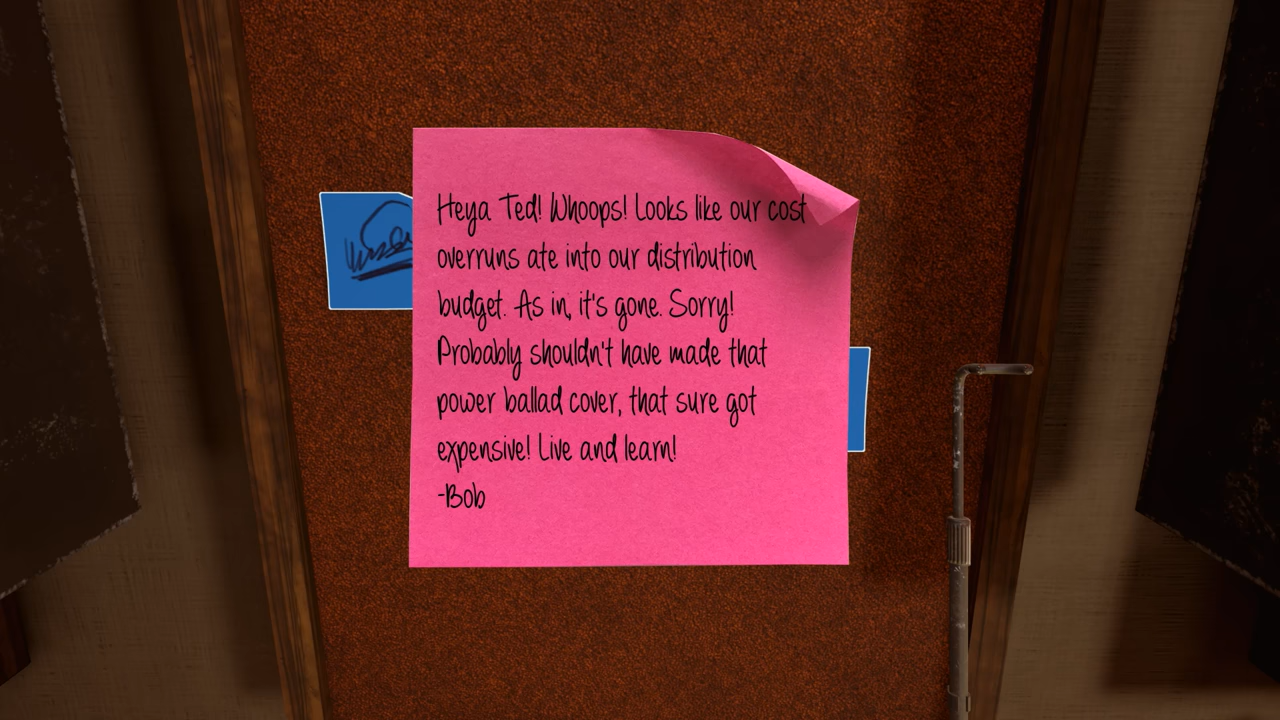 Heya Ted! Whoops! Looks like our cost
overruns ate into our distribution
budget. As in, it's gone. Sorry!
Probably shouldn't have made that
power ballad cover, that sure got
expensive! Live and learn!
-Bob